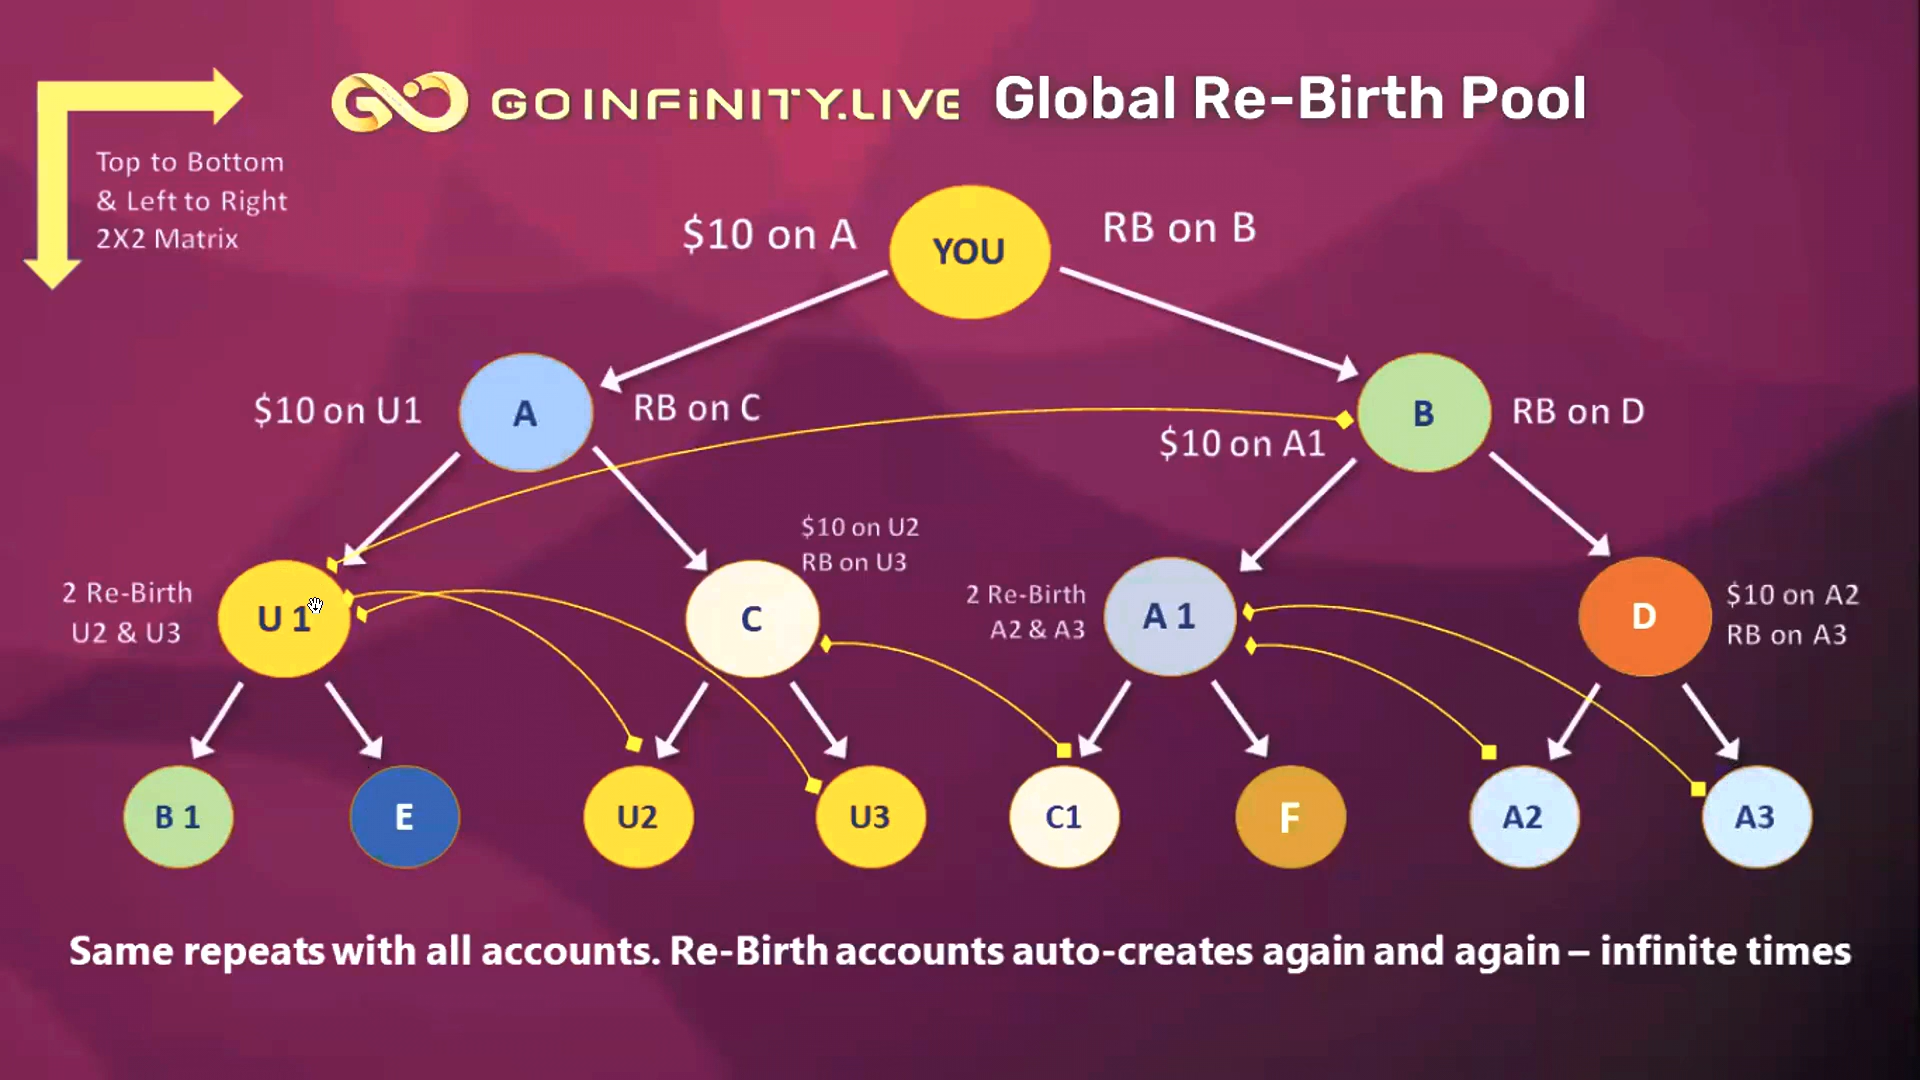 GOINFINITY.LIVE Global Re-Birth Pool
Top to Bottom
& Left to Right
2X2 Matrix
$10 on A
YOU
RB on B
$10 on U1
A
RB on C
$10 on A1
B
RB on D
2 Re-Birth
U2 & U3
U 1
$10 on U2
RB on U3
C
2 Re-Birth
A2 & A3
A 1
D
$10 on A2
RB on A3
B 1
E
U2
U3
C1
F
A2
A3
Same repeats with all accounts. Re-Birth accounts auto-creates again and again – infinite times